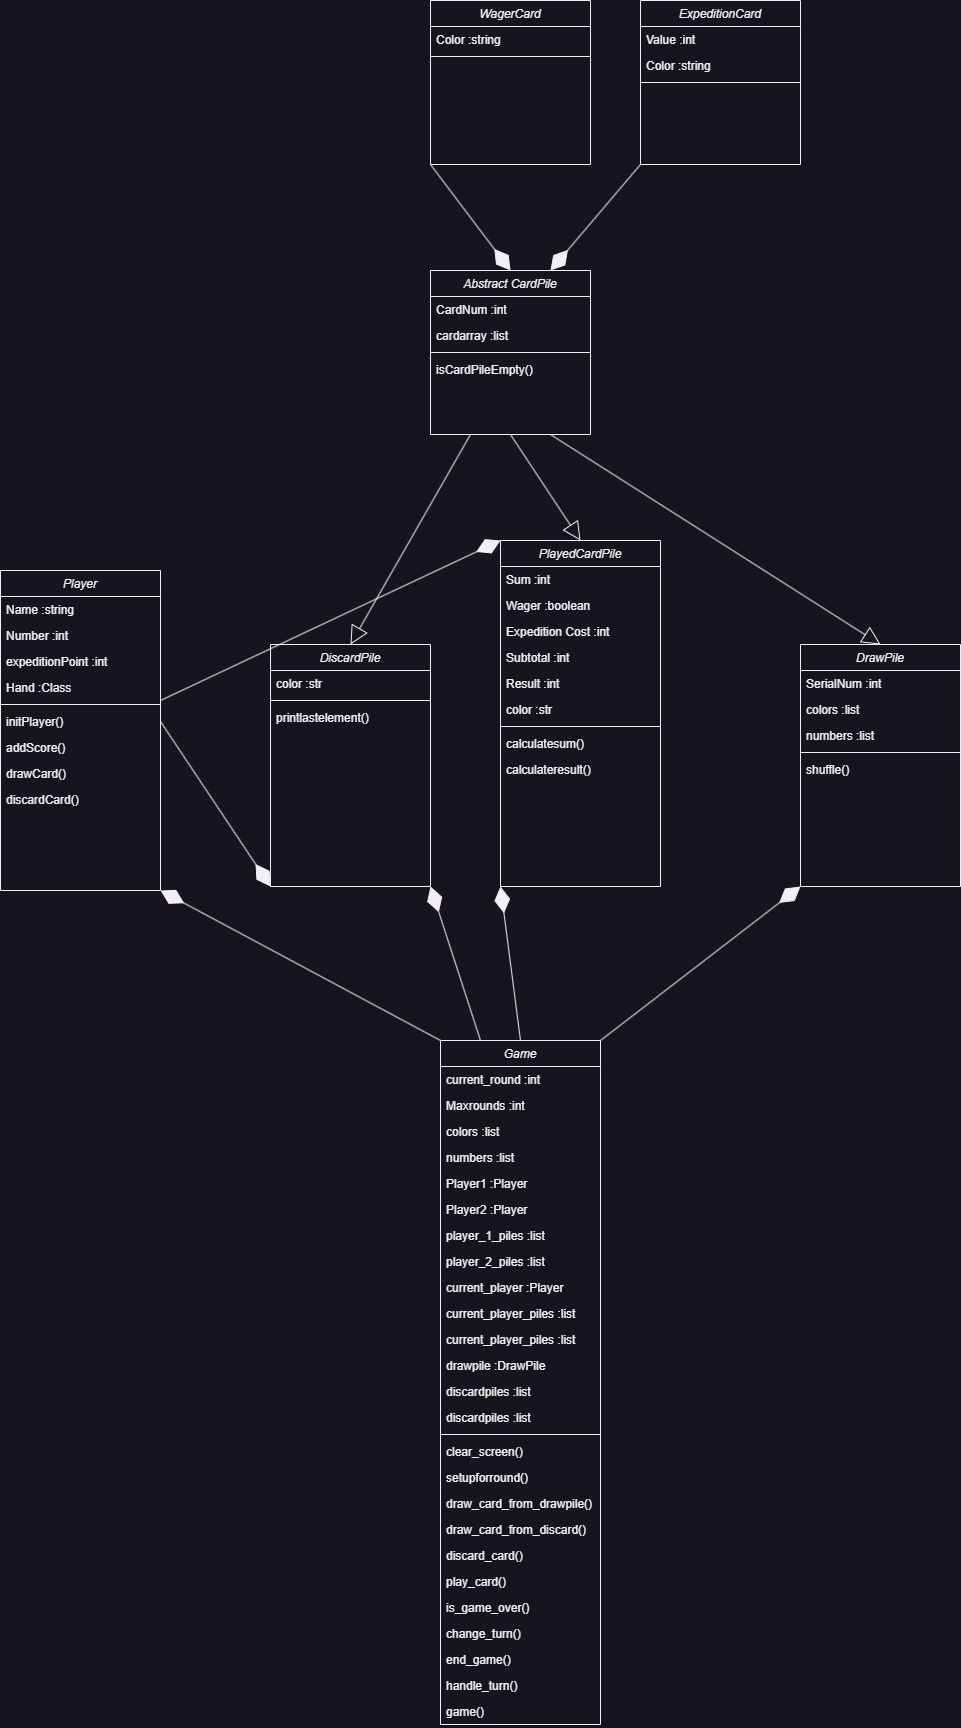 WagerCard
Color :string
ExpeditionCard
Value :int
Color :string
Abstract CardPile
CardNum :int
cardarray :list
isCardPileEmpty()
Player
Name :string
Number :int
expeditionPoint :int
Hand :Class
initPlayer()
addScore()
drawCard()
discardCard()
DiscardPile
color :str
printlastelement()
PlayedCardPile
Sum :int
Wager :boolean
Expedition Cost :int
Subtotal :int
Result :int
color :str
calculatesum()
calculateresult()
DrawPile
SerialNum :int
colors :list
numbers :list
shuffle()
Game
current_round :int
Maxrounds :int
colors :list
numbers :list
Player1 :Player
Player2 :Player
player_1_piles :list
player_2_piles :list
current_player :Player
current_player_piles :list
current_player_piles :list
drawpile :DrawPile
discardpiles :list
discardpiles :list
clear_screen()
setupforround()
draw_card_from_drawpile()
draw_card_from_discard()
discard_card()
play_card()
is_game_over()
change_turn()
end_game()
handle_turn()
game()